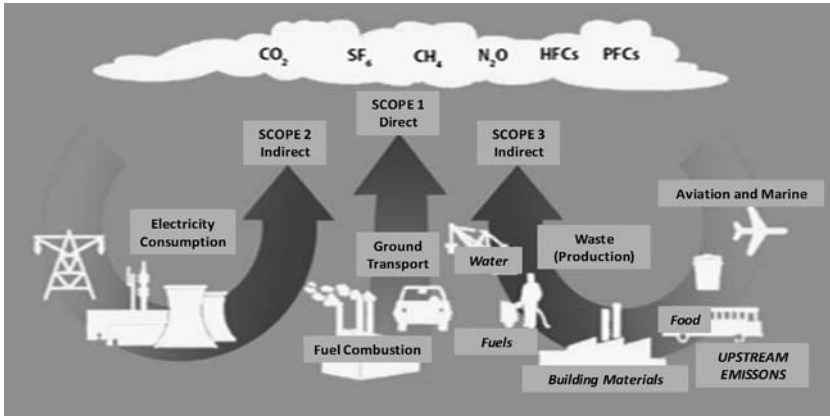 CO₂ SF₆ CH₄ N₂O HFCs PFCs
SCOPE 1
Direct
SCOPE 2
Indirect
SCOPE 3
Indirect
Aviation and Marine
Electricity
Consumption
Ground
Transport
Water
Waste
(Production)
Food
Fuel Combustion
Fuels
Building Materials
UPSTREAM
EMISSONS